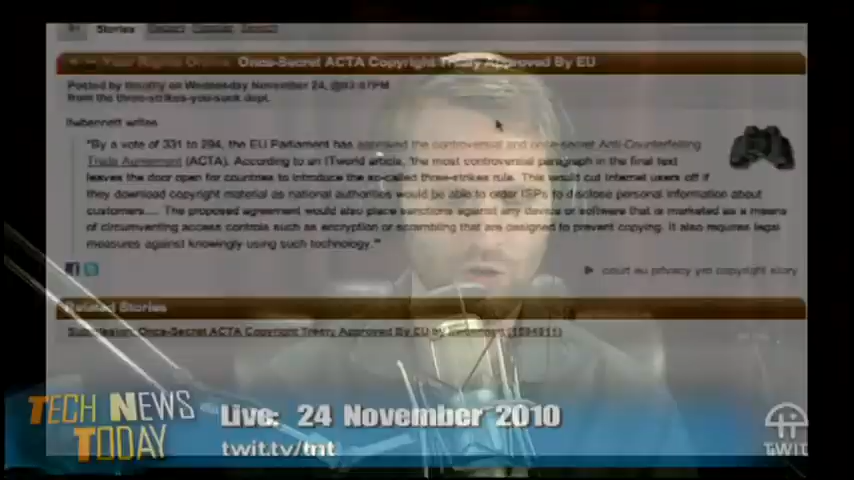 Stories
Once-Secret ACTA Copyright Treaty Approved By EU
Posted by timothy on Wednesday November 24, @03:07PM
from the three-strikes-you-sunk dept.
writes
"By a vote of 331 to 294, the EU Parliament has approved the controversial and once-secret Anti-Counterfeiting
Trade Agreement (ACTA). According to an ITworld article, 'the most controversial paragraph in the final text
leaves the door open for countries to introduce the so-called three-strikes rule. This would cut Internet users off if
they download copyright material as national authorities would be able to order ISPs to disclose personal information about
customers.... The proposed agreement would also place sanctions against any device or software that is marketed as a means
of circumventing access controls such as encryption or scrambling that are designed to prevent copying. It also requires legal
measures against knowingly using such technology.'"
court eu privacy yro copyright story
Related Stories
Submission: Once-Secret ACTA Copyright Treaty Approved By EU by
TECH NEWS
TODAY
Live: 24 November 2010
twit.tv/tnt
TWiT